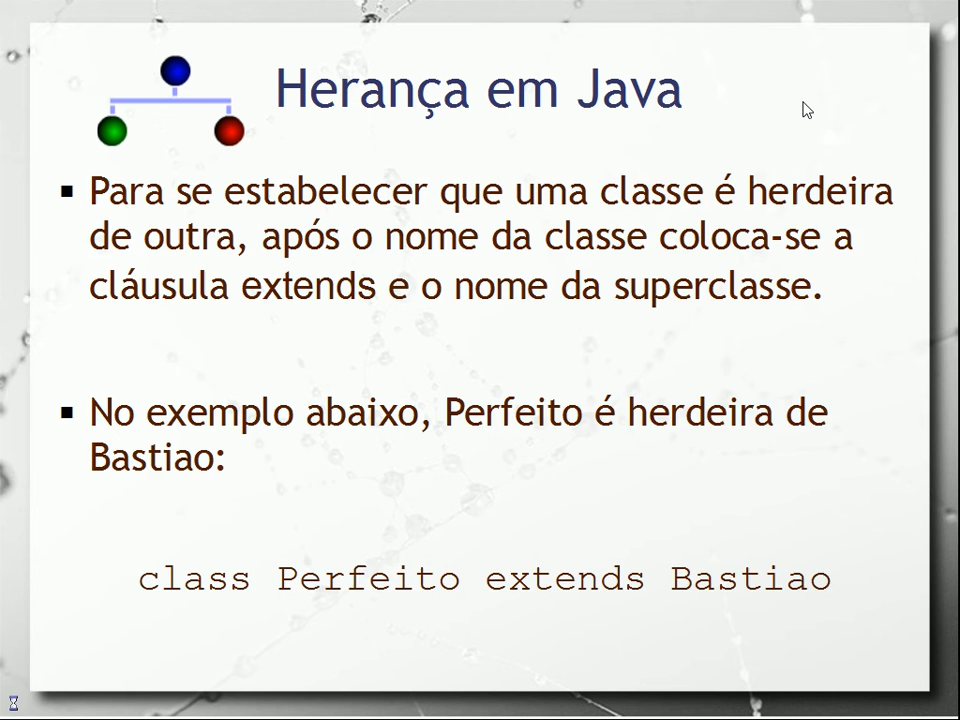 Herança em Java
▪ Para se estabelecer que uma classe é herdeira
de outra, após o nome da classe coloca-se a
cláusula extends e o nome da superclasse.
▪ No exemplo abaixo, Perfeito é herdeira de
Bastiao:
class Perfeito extends Bastiao